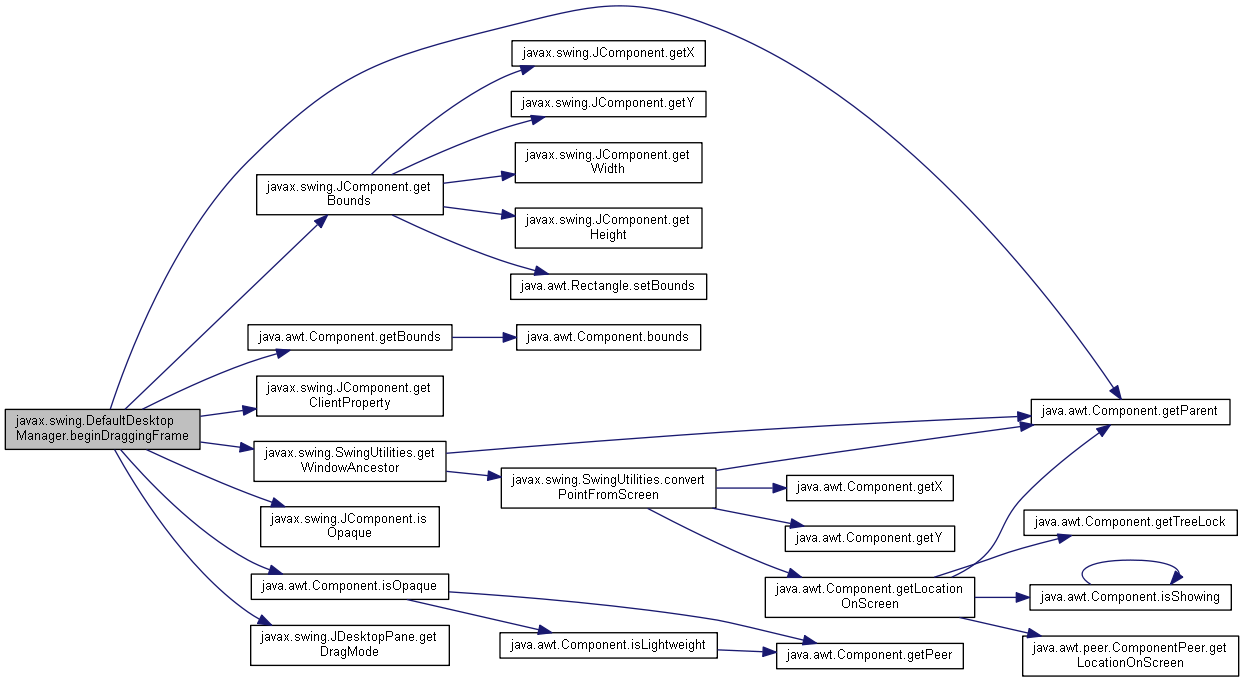 javax.swing.JComponent.getX
javax.swing.JComponent.getY
javax.swing.JComponent.get
Width
javax.swing.JComponent.get
Bounds
javax.swing.JComponent.get
Height
java.awt.Rectangle.setBounds
java.awt.Component.getBounds
java.awt.Component.bounds
javax.swing.JComponent.get
ClientProperty
java.awt.Component.getParent
javax.swing.DefaultDesktop
Manager.beginDraggingFrame
javax.swing.SwingUtilities.get
WindowAncestor
javax.swing.SwingUtilities.convert
PointFromScreen
java.awt.Component.getX
javax.swing.JComponent.is
Opaque
java.awt.Component.getY
java.awt.Component.getTreeLock
java.awt.Component.isOpaque
java.awt.Component.getLocation
OnScreen
java.awt.Component.isShowing
javax.swing.JDesktopPane.get
DragMode
java.awt.Component.isLightweight
java.awt.Component.getPeer
java.awt.peer.ComponentPeer.get
LocationOnScreen